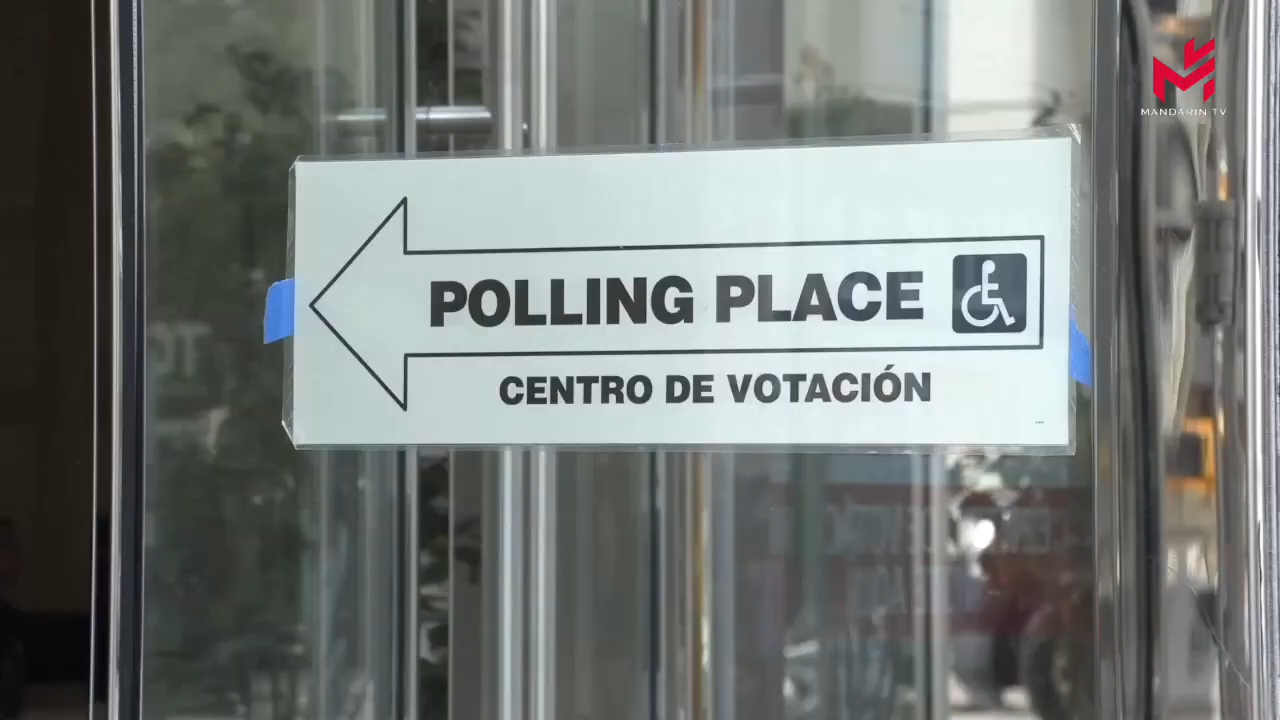 MANDARIN TV
POLLING PLACE
CENTRO DE VOTACIÓN